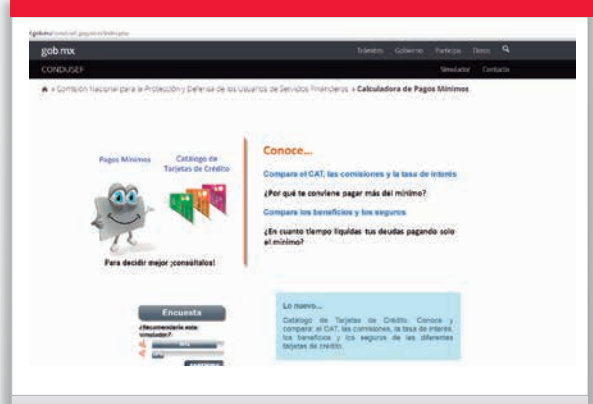 gob mx
Trámites Gobierno Participa Datos
CONDUSEF
Simulador Contacto
» Comisión Nacional para la Protección y Defensa de los Usuarios de Servicios Financieros » Calculadora de Pagos Mínimos
Conoce...
Pagos Mínimos
Catálogo de
Tarjetas de Crédito
Compara el CAT, las comisiones y la tasa de interés
¿Por qué te conviene pagar más del mínimo?
Compara los beneficios y los seguros
¿En cuanto tiempo liquidas tus deudas pagando solo
el mínimo?
Para decidir mejor ¡consúltalos!
Encuesta
¿Recomendaría este
simulador?
Lo nuevo...
Catálogo de Tarjetas de Crédito. Conoce y
compara: el CAT, las comisiones, la tasa de interés,
los beneficios y los seguros de las diferentes
tarjetas de crédito.